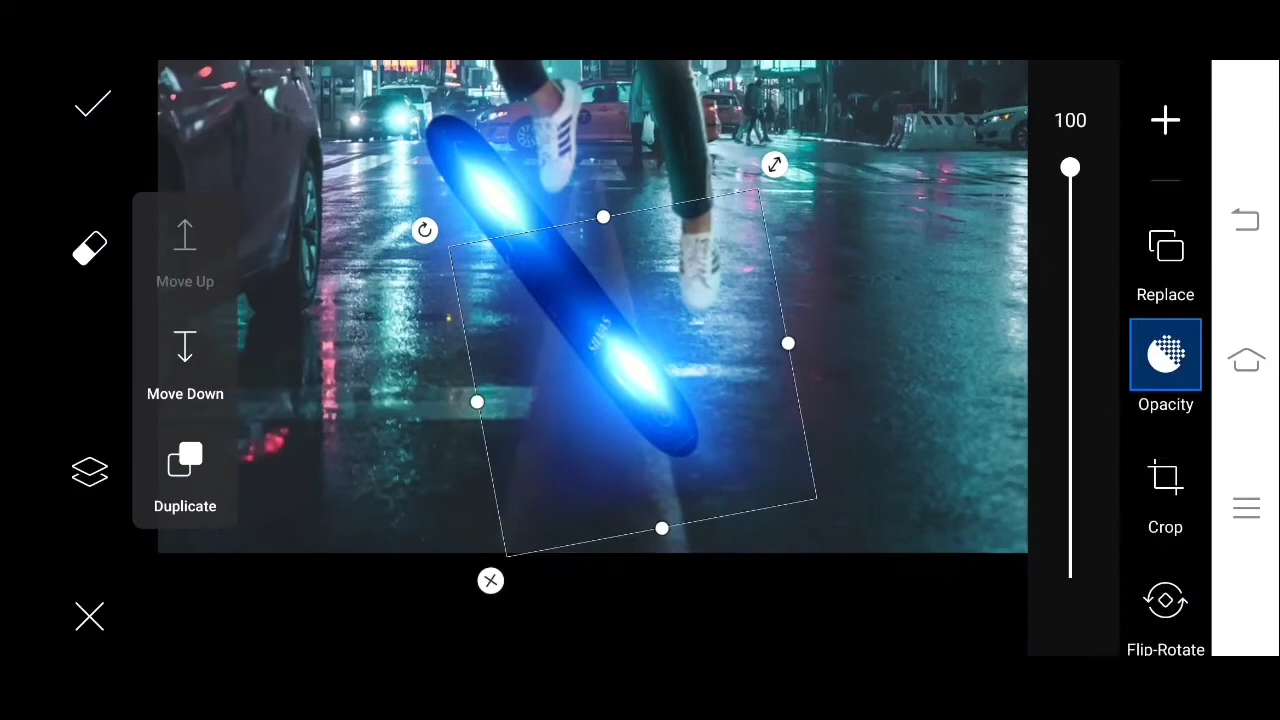 100
Replace
Move Up
Move Down
Opacity
Duplicate
Crop
Flip-Rotate